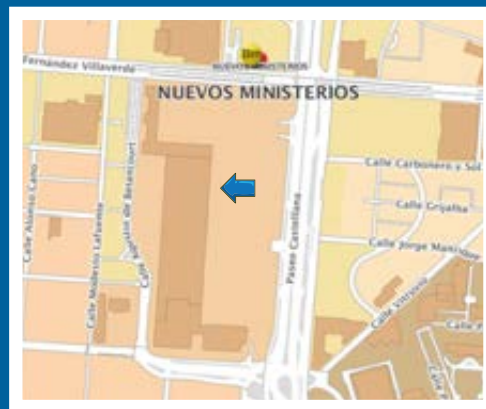 Bm
NUEVOS MINISTERIOS
Fernández Villaverde
NUEVOS MINISTERIOS
Calle Carbonero y Sol
Calle Grijalba
Calle Jorge Manrique
Calle Vitruvio
Paseo Castellana
Calle Agustín de Betancourt
Calle Modesto Lafuente
Calle Alonso Cano